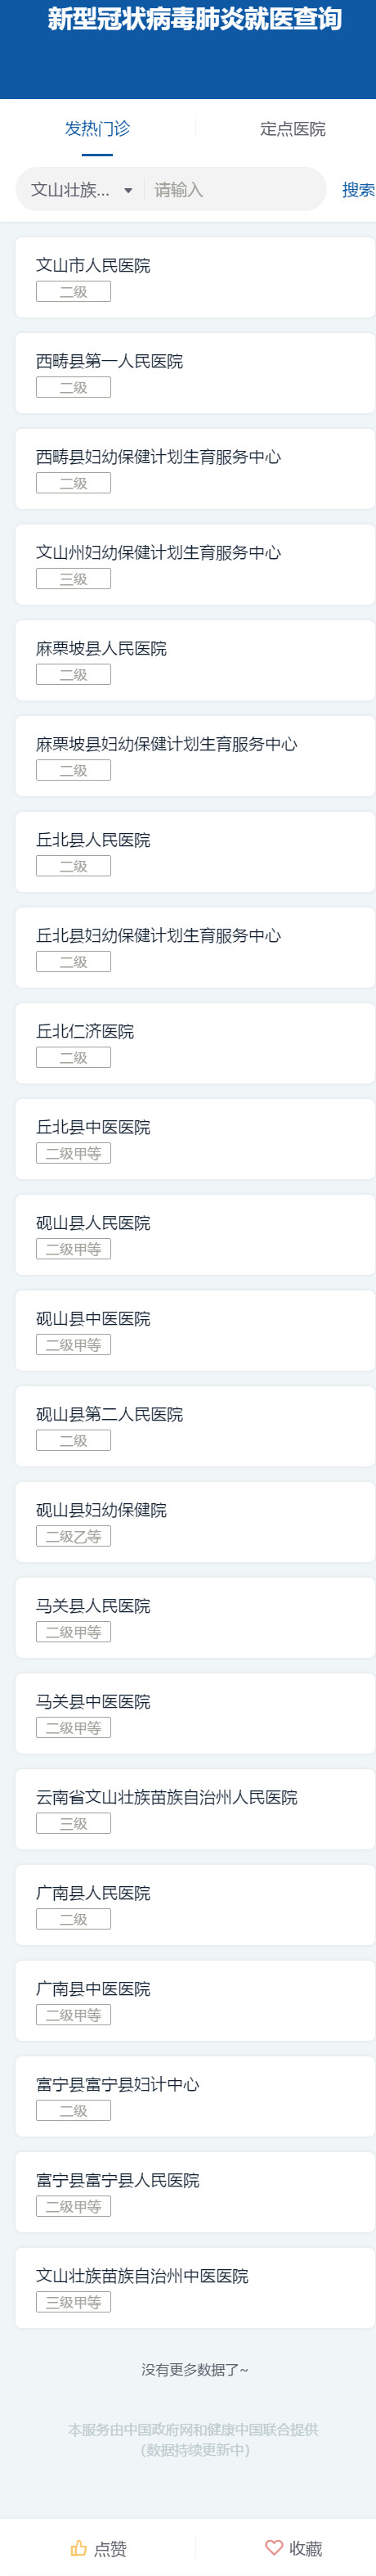 新型冠状病毒肺炎就医查询
发热门诊
定点医院
文山壮族... 请输入 搜索
文山市人民医院
二级
西畴县第一人民医院
二级
西畴县妇幼保健计划生育服务中心
二级
文山州妇幼保健计划生育服务中心
三级
麻栗坡县人民医院
二级
麻栗坡县妇幼保健计划生育服务中心
二级
丘北县人民医院
二级
丘北县妇幼保健计划生育服务中心
二级
丘北仁济医院
二级
丘北县中医医院
二级甲等
砚山县人民医院
二级甲等
砚山县中医医院
二级甲等
砚山县第二人民医院
二级
砚山县妇幼保健院
二级乙等
马关县人民医院
二级甲等
马关县中医医院
二级甲等
云南省文山壮族苗族自治州人民医院
三级
广南县人民医院
二级
广南县中医医院
二级甲等
富宁县富宁县妇计中心
二级
富宁县富宁县人民医院
二级甲等
文山壮族苗族自治州中医医院
三级甲等
没有更多数据了~
本服务由中国政府网和健康中国联合提供
(数据持续更新中)
点赞
收藏